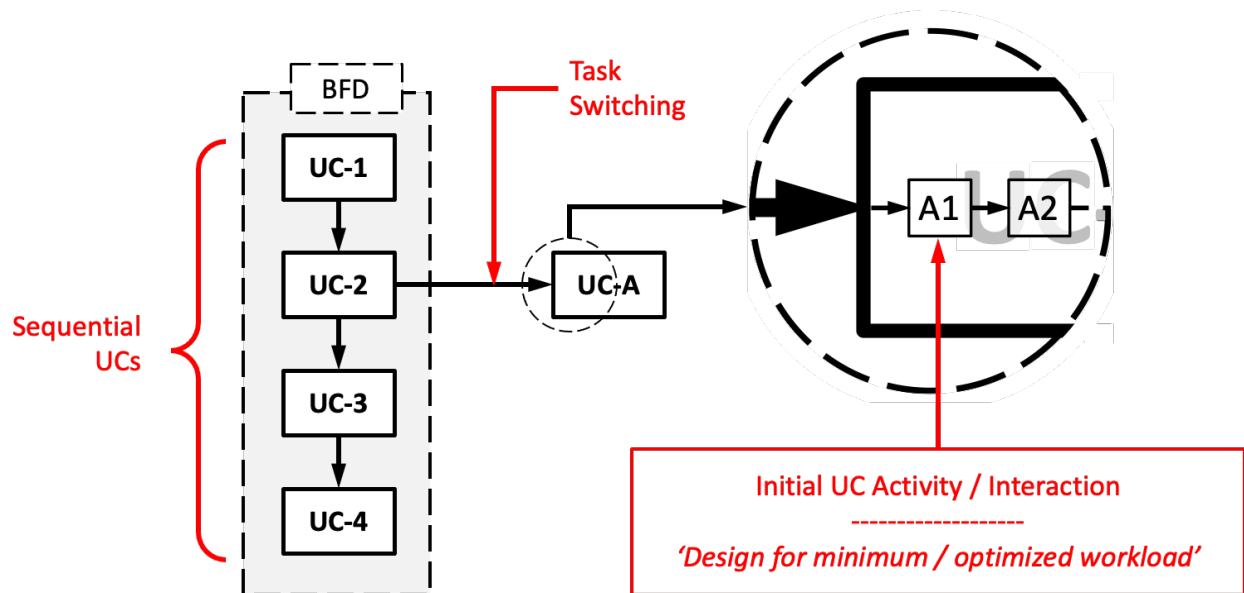 BFD
UC-1
UC-2
UC-3
UC-4
Sequential
UCs
Task
Switching
UC-A
UC-
A1
A2
Initial UC Activity / Interaction
--------------------
‘Design for minimum / optimized workload’